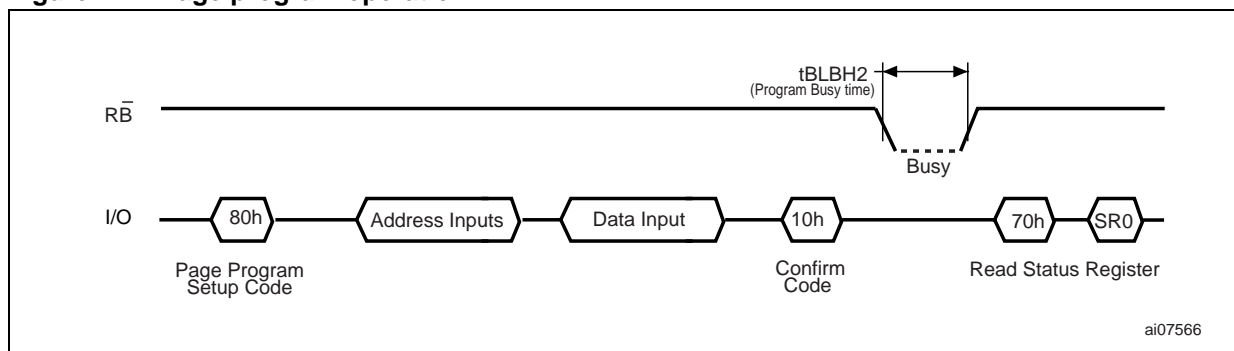 tBLBH2
(Program Busy time)
RB̅
Busy
I/O
80h
Address Inputs
Data Input
10h
70h
SR0
Page Program
Setup Code
Confirm
Code
Read Status Register
ai07566